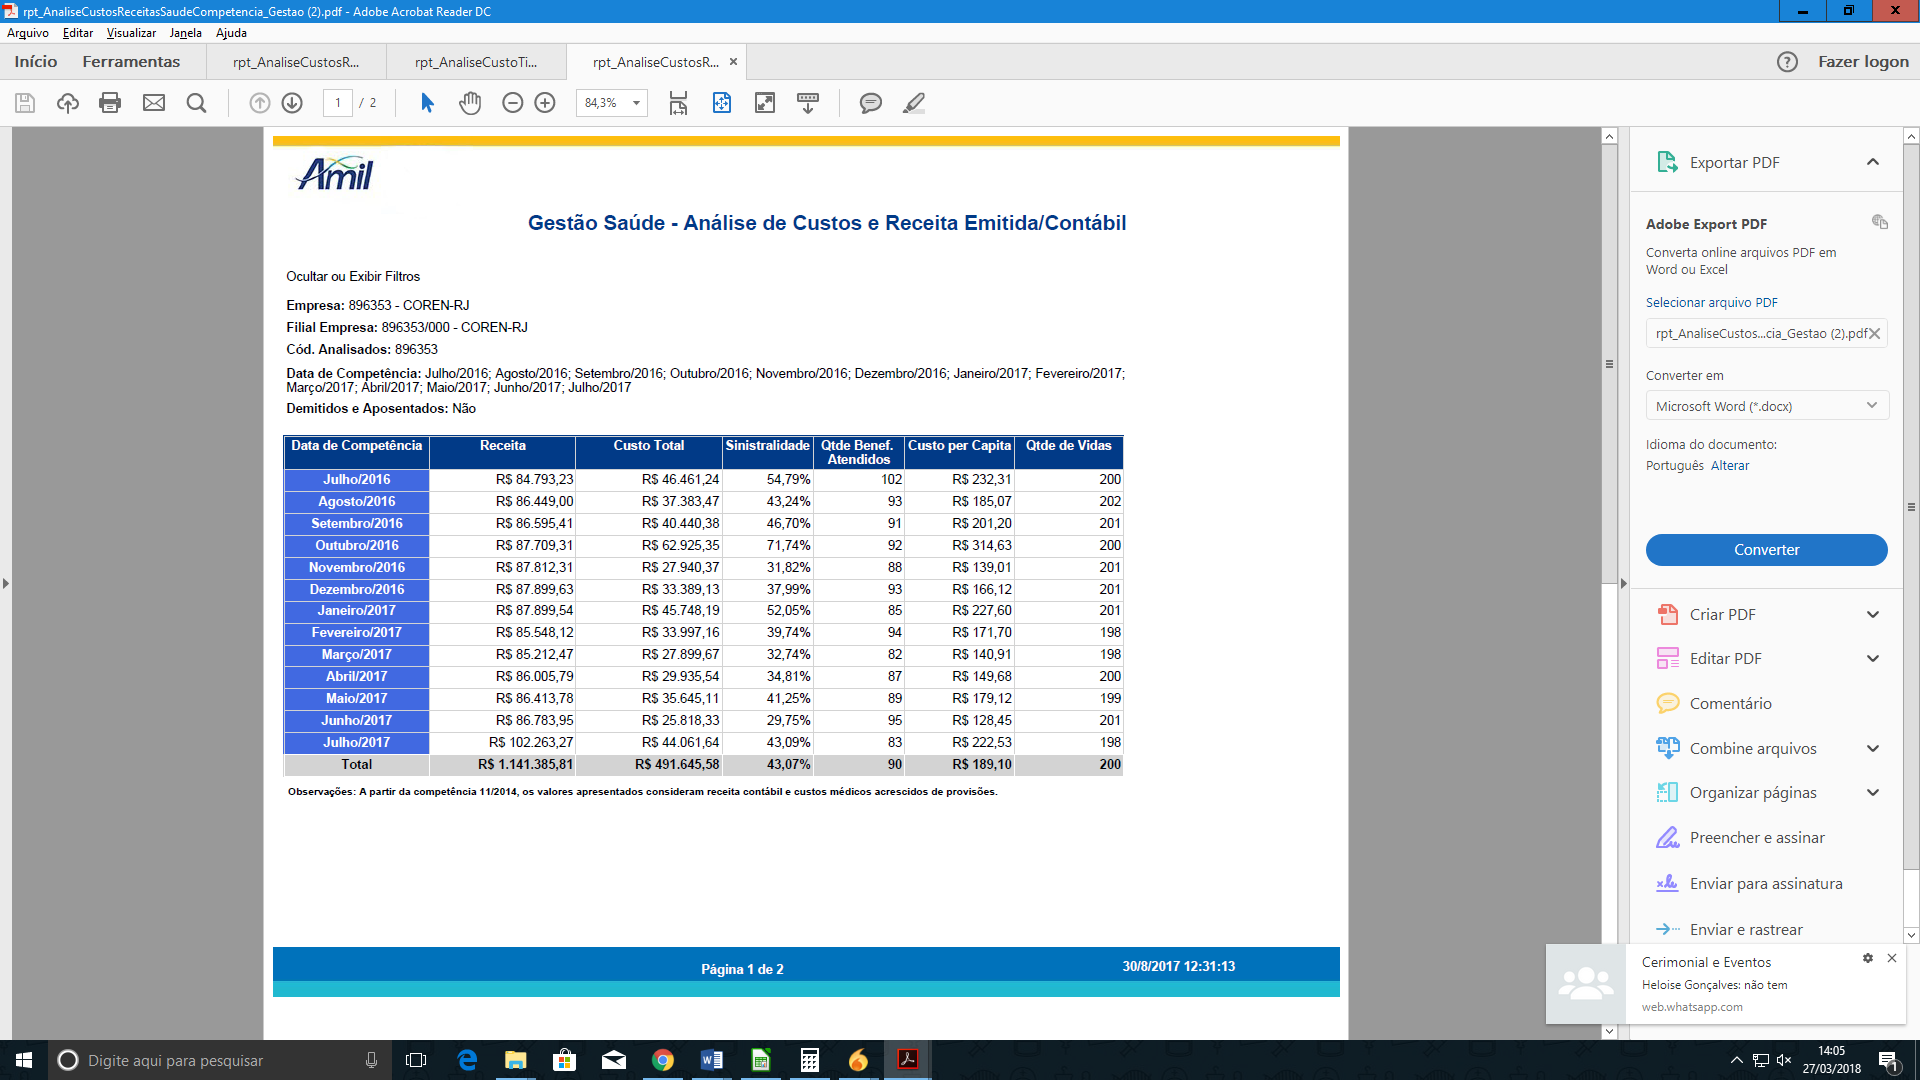 rpt_AnaliseCustosReceitasSaudeCompetencia_Gestao (2).pdf - Adobe Acrobat Reader DC
Arquivo Editar Visualizar Janela Ajuda
Início Ferramentas rpt_AnaliseCustosR... rpt_AnaliseCustoTi... rpt_AnaliseCustosR... Fazer logon
1 / 2 84,3%
Amil
Gestão Saúde - Análise de Custos e Receita Emitida/Contábil
Ocultar ou Exibir Filtros
Empresa: 896353 - COREN-RJ
Filial Empresa: 896353/000 - COREN-RJ
Cód. Analisados: 896353
Data de Competência: Julho/2016; Agosto/2016; Setembro/2016; Outubro/2016; Novembro/2016; Dezembro/2016; Janeiro/2017; Fevereiro/2017;
Março/2017; Abril/2017; Maio/2017; Junho/2017; Julho/2017
Demitidos e Aposentados: Não
Data de Competência Receita Custo Total Sinistralidade Qtde Benef. Atendidos Custo per Capita Qtde de Vidas
Julho/2016 R$ 84.793,23 R$ 46.461,24 54,79% 102 R$ 232,31 200
Agosto/2016 R$ 86.449,00 R$ 37.383,47 43,24% 93 R$ 185,07 202
Setembro/2016 R$ 86.595,41 R$ 40.440,38 46,70% 91 R$ 201,20 201
Outubro/2016 R$ 87.709,31 R$ 62.925,35 71,74% 92 R$ 314,63 200
Novembro/2016 R$ 87.812,31 R$ 27.940,37 31,82% 88 R$ 139,01 201
Dezembro/2016 R$ 87.899,63 R$ 33.389,13 37,99% 93 R$ 166,12 201
Janeiro/2017 R$ 87.899,54 R$ 45.748,19 52,05% 85 R$ 227,60 201
Fevereiro/2017 R$ 85.548,12 R$ 33.997,16 39,74% 94 R$ 171,70 198
Março/2017 R$ 85.212,47 R$ 27.899,67 32,74% 82 R$ 140,91 198
Abril/2017 R$ 86.005,79 R$ 29.935,54 34,81% 87 R$ 149,68 200
Maio/2017 R$ 86.413,78 R$ 35.645,11 41,25% 89 R$ 179,12 199
Junho/2017 R$ 86.783,95 R$ 25.818,33 29,75% 95 R$ 128,45 201
Julho/2017 R$ 102.263,27 R$ 44.061,64 43,09% 83 R$ 222,53 198
Total R$ 1.141.385,81 R$ 491.645,58 43,07% 90 R$ 189,10 200
Observações: A partir da competência 11/2014, os valores apresentados consideram receita contábil e custos médicos acrescidos de provisões.
Página 1 de 2 30/8/2017 12:31:13
Exportar PDF
Adobe Export PDF
Converta online arquivos PDF em
Word ou Excel
Selecionar arquivo PDF
rpt_AnaliseCustos...cia_Gestao (2).pdf
Converter em
Microsoft Word (*.docx)
Idioma do documento:
Português Alterar
Converter
Criar PDF
Editar PDF
Comentário
Combine arquivos
Organizar páginas
Preencher e assinar
Enviar para assinatura
Enviar e rastrear
Cerimonial e Eventos
Heloise Gonçalves: não tem
web.whatsapp.com
Digite aqui para pesquisar
14:05
27/03/2018
1